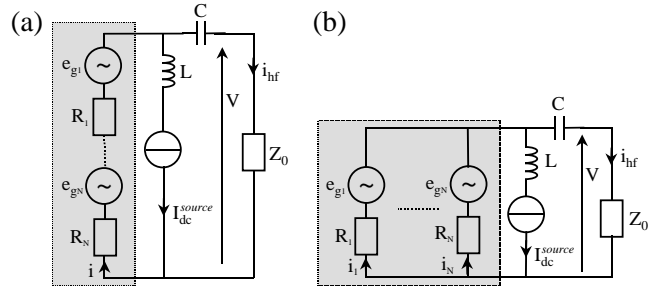 (a)
C
e_g1
L
i_hf
R_1
V
Z_0
e_gN
I_dc^source
R_N
i
(b)
C
e_g1
e_gN
L
V
i_hf
R_1
R_N
Z_0
i_1
i_N
I_dc^source